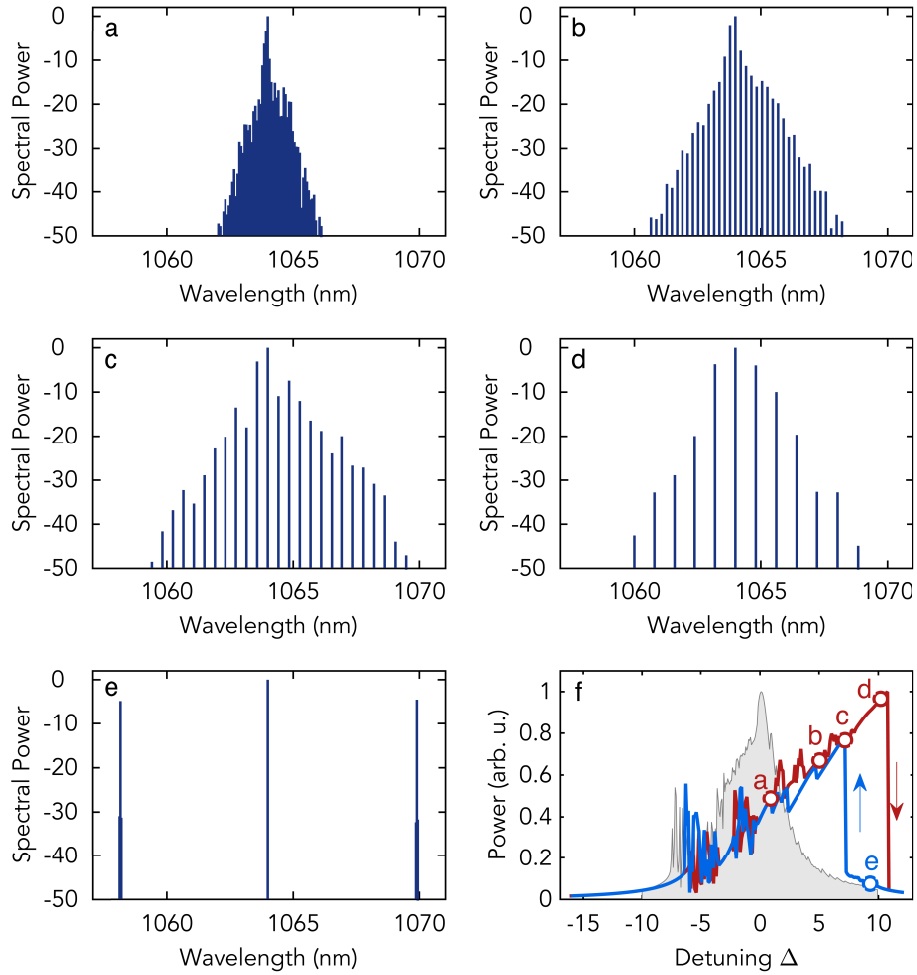 a
Spectral Power
0
-10
-20
-30
-40
-50
1060 1065 1070
Wavelength (nm)
b
Spectral Power
0
-10
-20
-30
-40
-50
1060 1065 1070
Wavelength (nm)
c
Spectral Power
0
-10
-20
-30
-40
-50
1060 1065 1070
Wavelength (nm)
d
Spectral Power
0
-10
-20
-30
-40
-50
1060 1065 1070
Wavelength (nm)
e
Spectral Power
0
-10
-20
-30
-40
-50
1060 1065 1070
Wavelength (nm)
f
Power (arb. u.)
1
0.8
0.6
0.4
0.2
0
a
b
c
d
e
-15 -10 -5 0 5 10
Detuning Δ